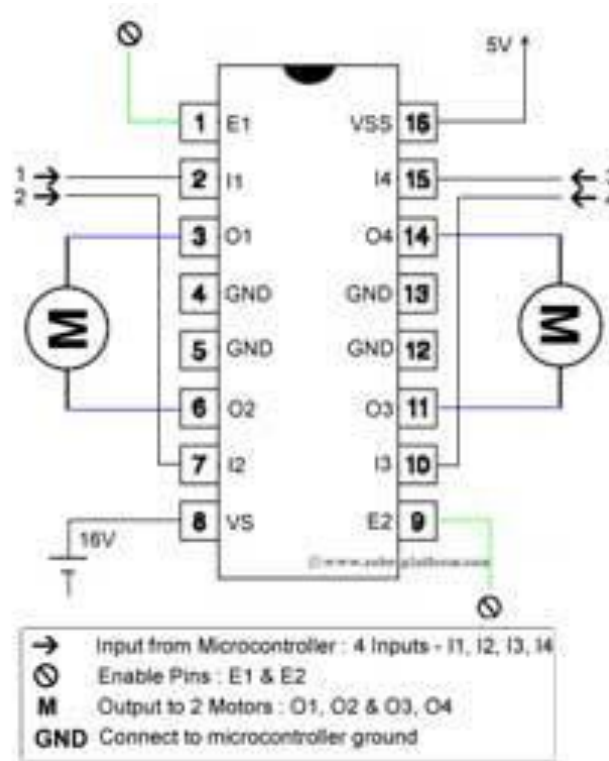 5V
1 E1 VSS 16
1 2 I1 I4 15
2
3 O1 O4 14
4 GND GND 13
M M
5 GND GND 12
6 O2 O3 11
7 I2 I3 10
8 VS E2 9
16V
Input from Microcontroller : 4 Inputs - I1, I2, I3, I4
Enable Pins : E1 & E2
M Output to 2 Motors : O1, O2 & O3, O4
GND Connect to microcontroller ground